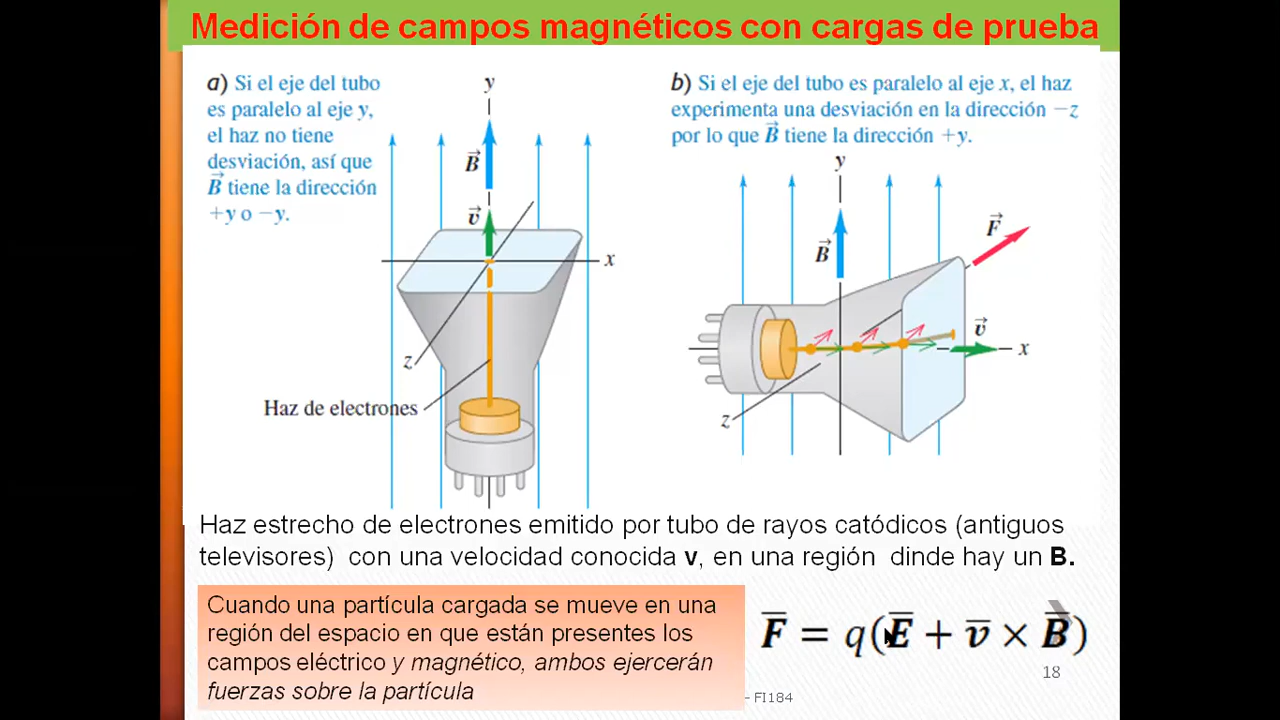 Medición de campos magnéticos con cargas de prueba
a) Si el eje del tubo
es paralelo al eje y,
el haz no tiene
desviación, así que
B⃗ tiene la dirección
+y o −y.
y
B⃗
v⃗
x
z
Haz de electrones
b) Si el eje del tubo es paralelo al eje x, el haz
experimenta una desviación en la dirección −z
por lo que B⃗ tiene la dirección +y.
y
F⃗
B⃗
v⃗
x
z
Haz estrecho de electrones emitido por tubo de rayos catódicos (antiguos
televisores) con una velocidad conocida v, en una región dinde hay un B.
Cuando una partícula cargada se mueve en una
región del espacio en que están presentes los
campos eléctrico y magnético, ambos ejercerán
fuerzas sobre la partícula
F̅ = q(E̅ + v̅ × B̅)
18
- FI184